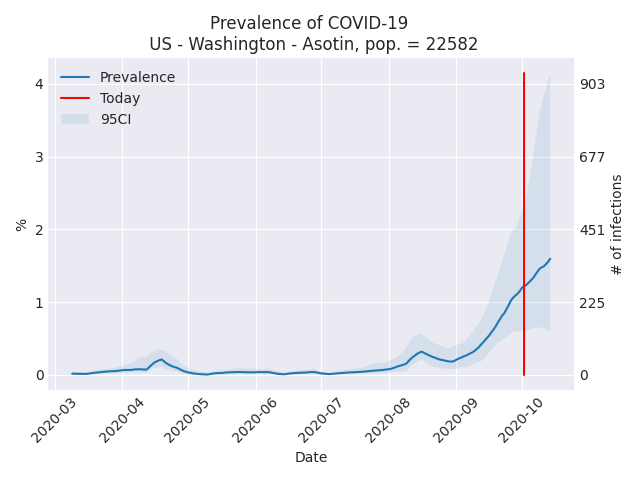 Prevalence of COVID-19
US - Washington - Asotin, pop. = 22582
Prevalence
Today
95CI
4
3
2
1
0
%
903
677
451
225
0
# of infections
2020-03
2020-04
2020-05
2020-06
2020-07
2020-08
2020-09
2020-10
Date